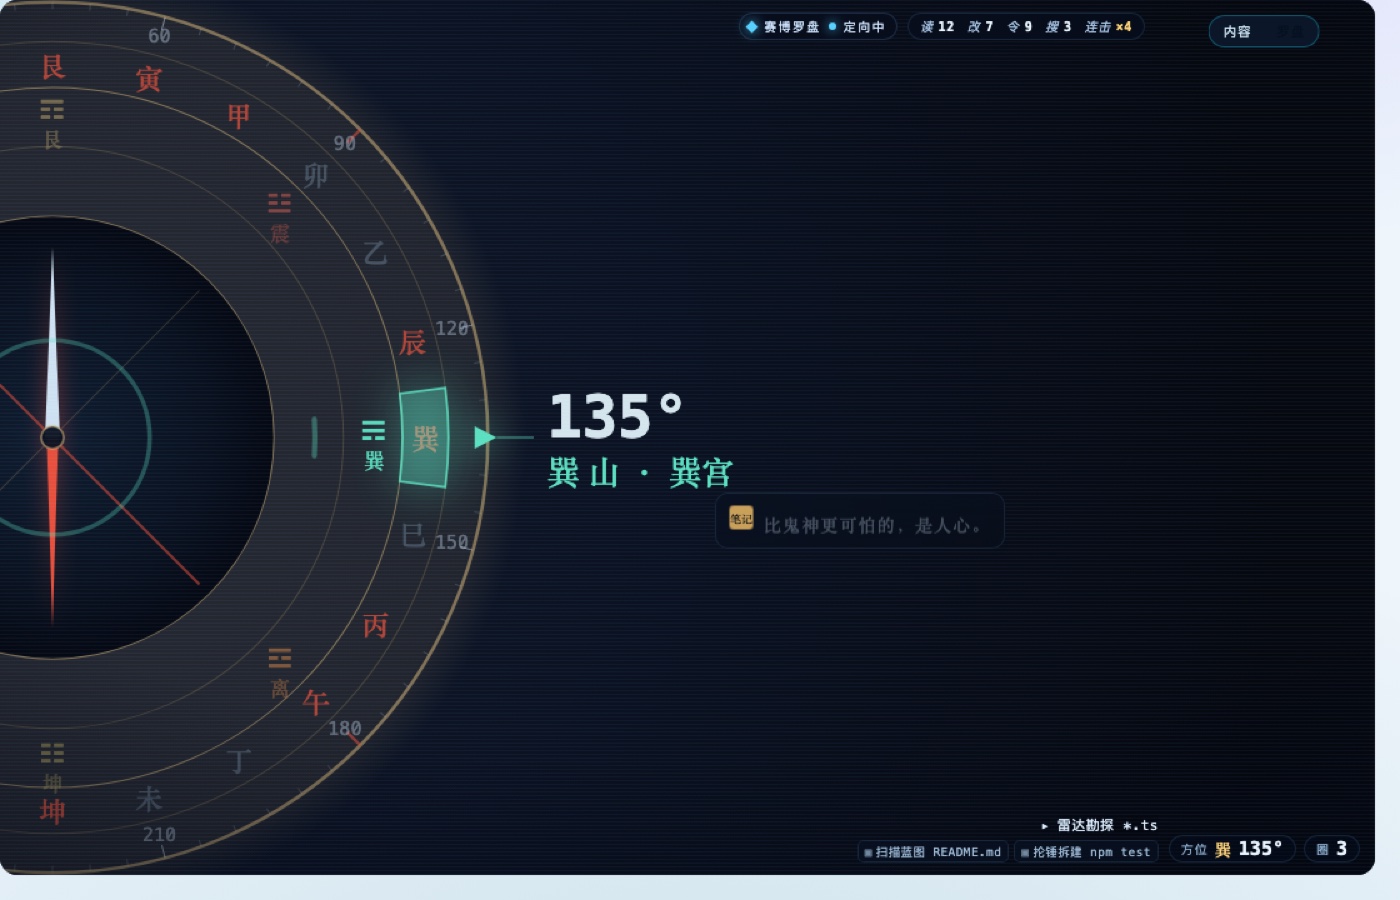 赛博罗盘 定向中
读 12 改 7 令 9 搜 3 连击 ×4
内容
60
艮
寅
甲
艮
90
卯
震
乙
120
辰
135°
巽
巽
巽山 · 巽宫
笔记 比鬼神更可怕的，是人心。
巳
150
丙
离
午
180
丁
坤
坤
未
210
▸ 雷达勘探 *.ts
扫描蓝图 README.md
抡锤拆建 npm test
方位 巽 135°
圈 3